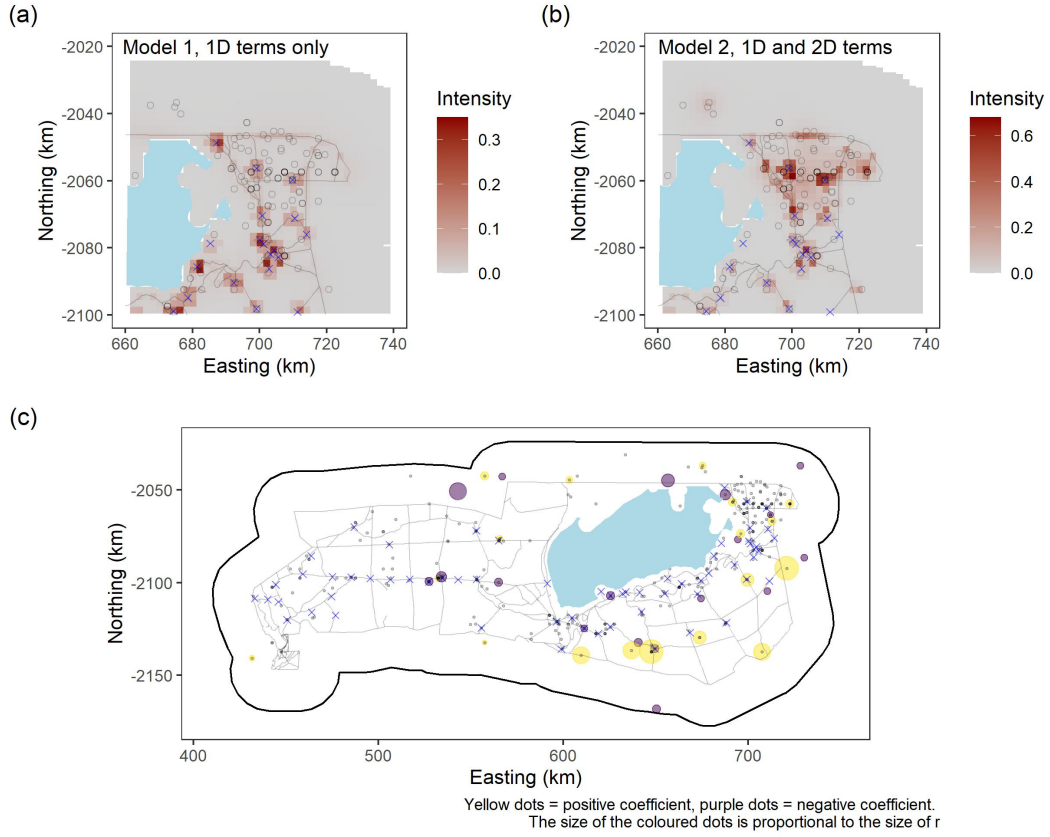 (a)
(b)
Model 1, 1D terms only
Model 2, 1D and 2D terms
-2020
-2040
-2060
-2080
-2100
Northing (km)
660 680 700 720 740
Easting (km)
Intensity
0.3
0.2
0.1
0.0
-2020
-2040
-2060
-2080
-2100
Northing (km)
660 680 700 720 740
Easting (km)
Intensity
0.6
0.4
0.2
0.0
(c)
-2050
-2100
-2150
Northing (km)
400 500 600 700
Easting (km)
Yellow dots = positive coefficient, purple dots = negative coefficient.
The size of the coloured dots is proportional to the size of r